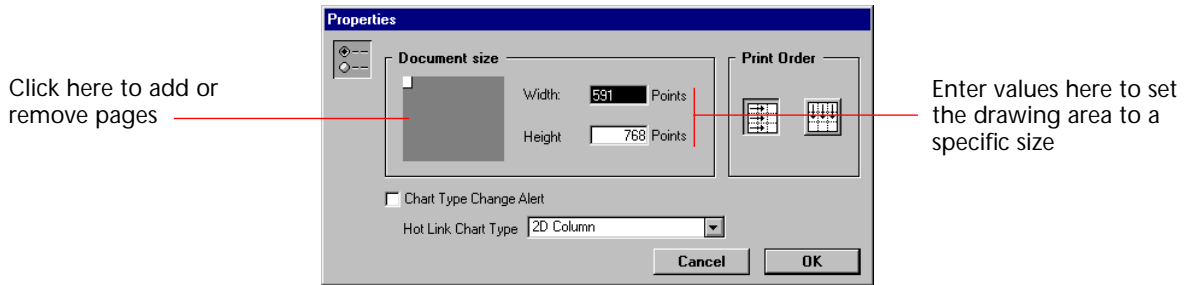 Properties
Document size
Print Order
Click here to add or
remove pages
Width: 591 Points
Height 768 Points
Enter values here to set
the drawing area to a
specific size
Chart Type Change Alert
Hot Link Chart Type 2D Column
Cancel OK